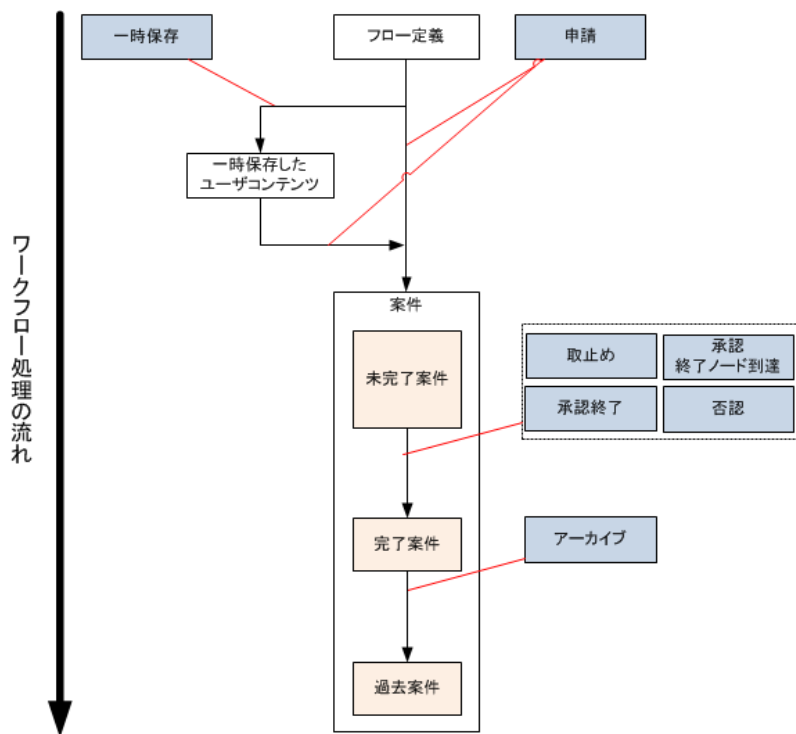 一時保存
フロー定義
申請
一時保存した
ユーザコンテンツ
ワークフロー処理の流れ
案件
未完了案件
取止め
承認
終了ノード到達
承認終了
否認
完了案件
アーカイブ
過去案件